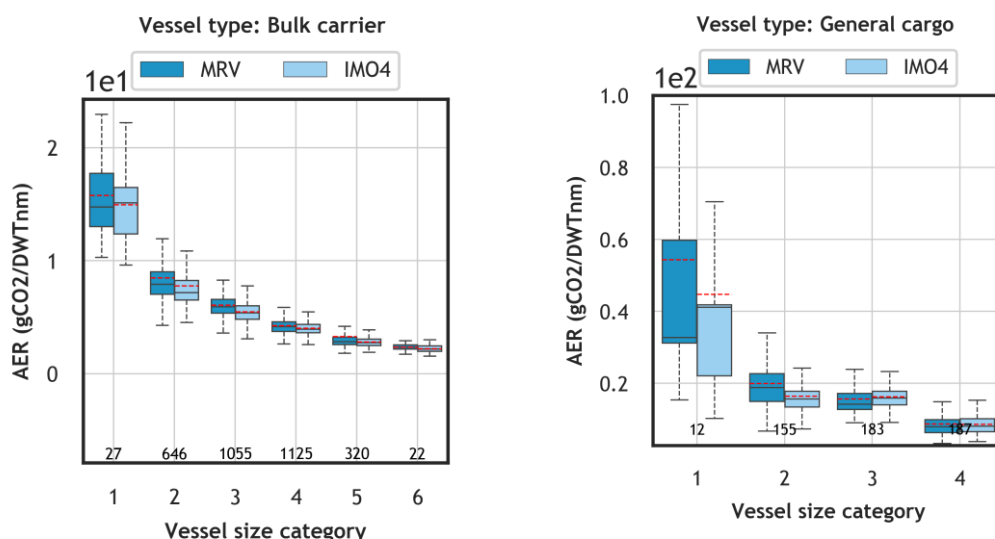 Vessel type: Bulk carrier
MRV IMO4
1e1
2
1
0
AER (gCO2/DWTnm)
27 646 1055 1125 320 22
1 2 3 4 5 6
Vessel size category
Vessel type: General cargo
MRV IMO4
1e2
1.0
0.8
0.6
0.4
0.2
AER (gCO2/DWTnm)
12 155 183 187
1 2 3 4
Vessel size category